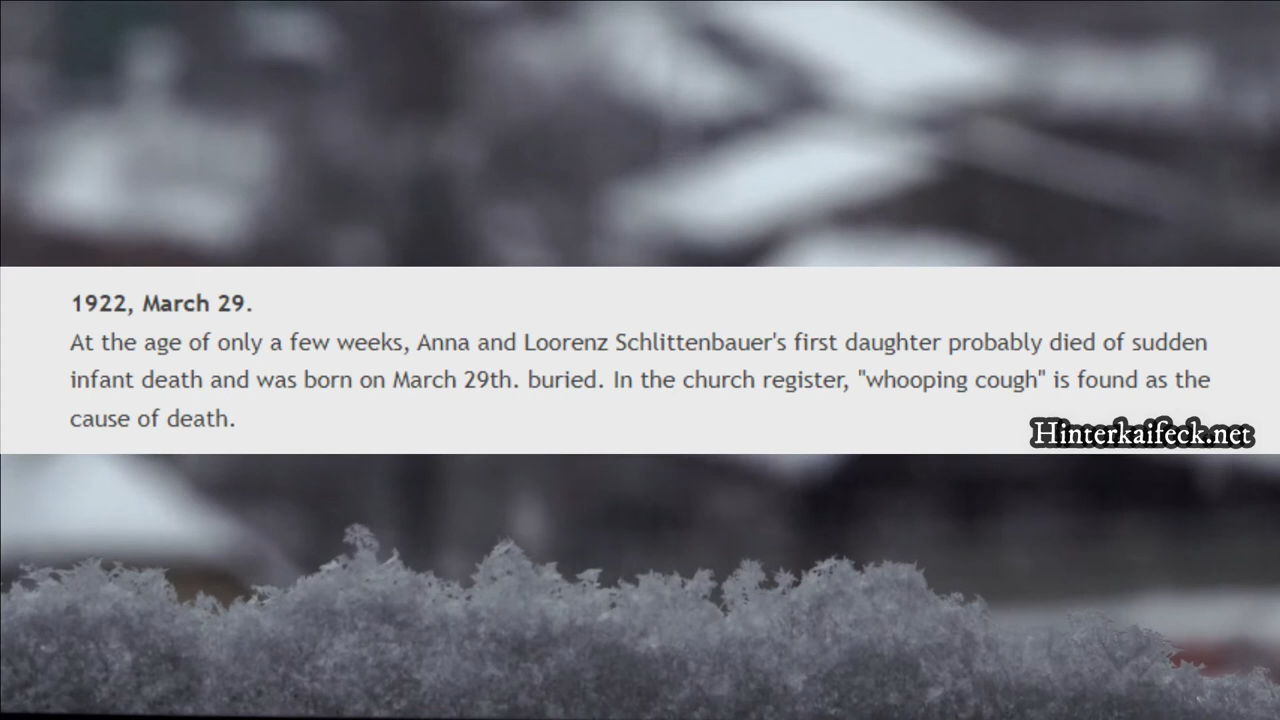 1922, March 29.
At the age of only a few weeks, Anna and Loorenz Schlittenbauer's first daughter probably died of sudden
infant death and was born on March 29th. buried. In the church register, "whooping cough" is found as the
cause of death.
Hinterkaifeck.net